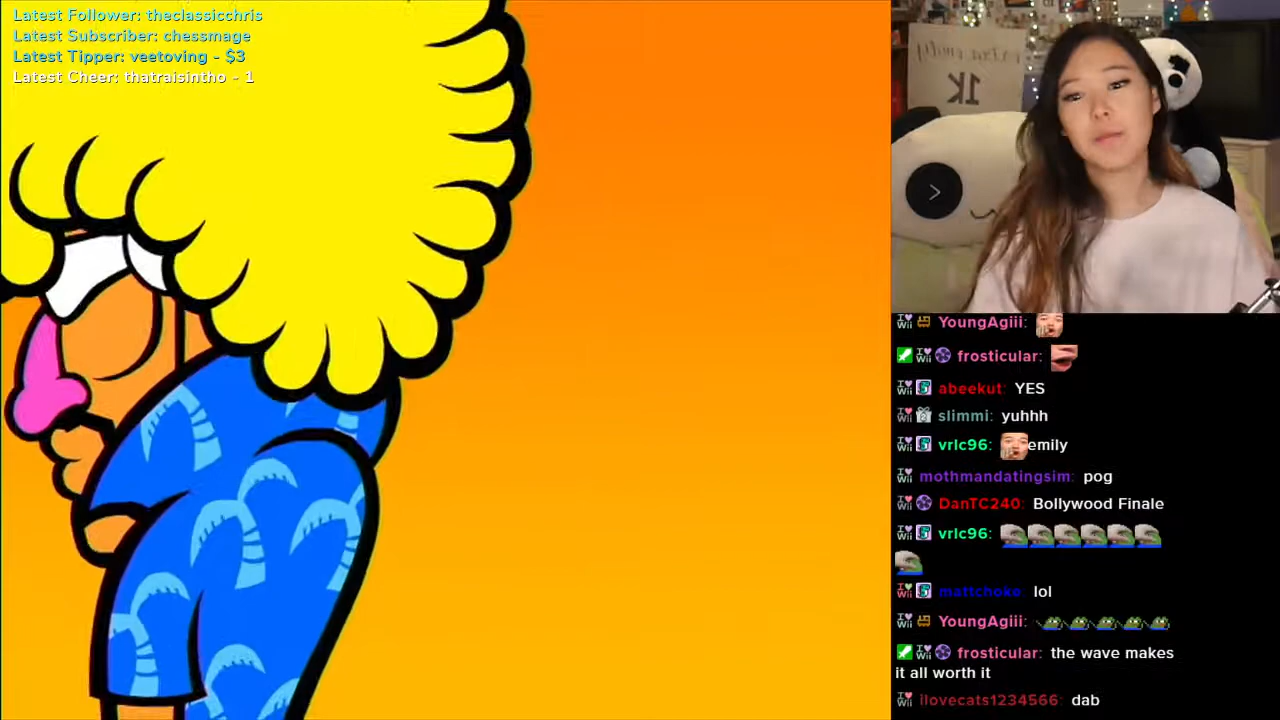 Latest Follower: theclassicchris
Latest Subscriber: chessmage
Latest Tipper: veetoving - $3
Latest Cheer: thatraisintho - 1
1K
YoungAgiii:
frosticular:
abeekut: YES
slimmi: yuhhh
vrlc96: emily
mothmandatingsim: pog
DanTC240: Bollywood Finale
vrlc96:
mattchoko: lol
YoungAgiii:
frosticular: the wave makes
it all worth it
ilovecats1234566: dab